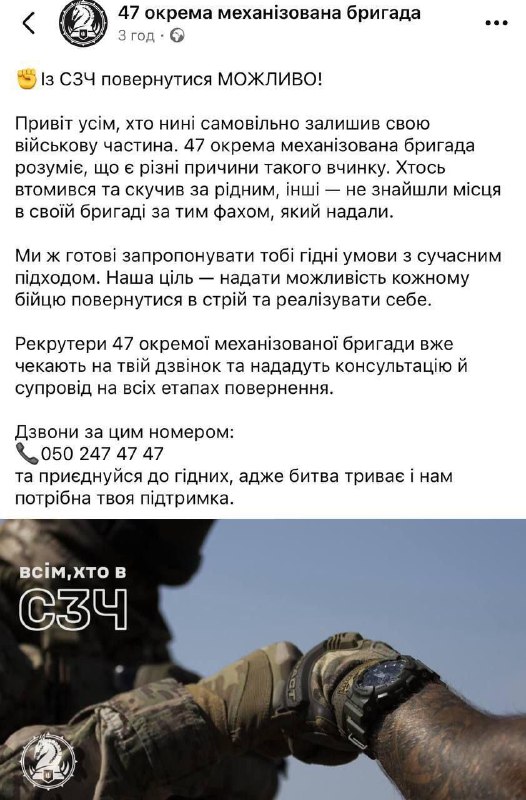 47 окрема механізована бригада
3 год ·
✊Із СЗЧ повернутися МОЖЛИВО!
Привіт усім, хто нині самовільно залишив свою
військову частина. 47 окрема механізована бригада
розуміє, що є різні причини такого вчинку. Хтось
втомився та скучив за рідним, інші — не знайшли місця
в своїй бригаді за тим фахом, який надали.
Ми ж готові запропонувати тобі гідні умови з сучасним
підходом. Наша ціль — надати можливість кожному
бійцю повернутися в стрій та реалізувати себе.
Рекрутери 47 окремої механізованої бригади вже
чекають на твій дзвінок та нададуть консультацію й
супровід на всіх етапах повернення.
Дзвони за цим номером:
📞050 247 47 47
та приєднуйся до гідних, адже битва триває і нам
потрібна твоя підтримка.
всім,хто в
СЗЧ